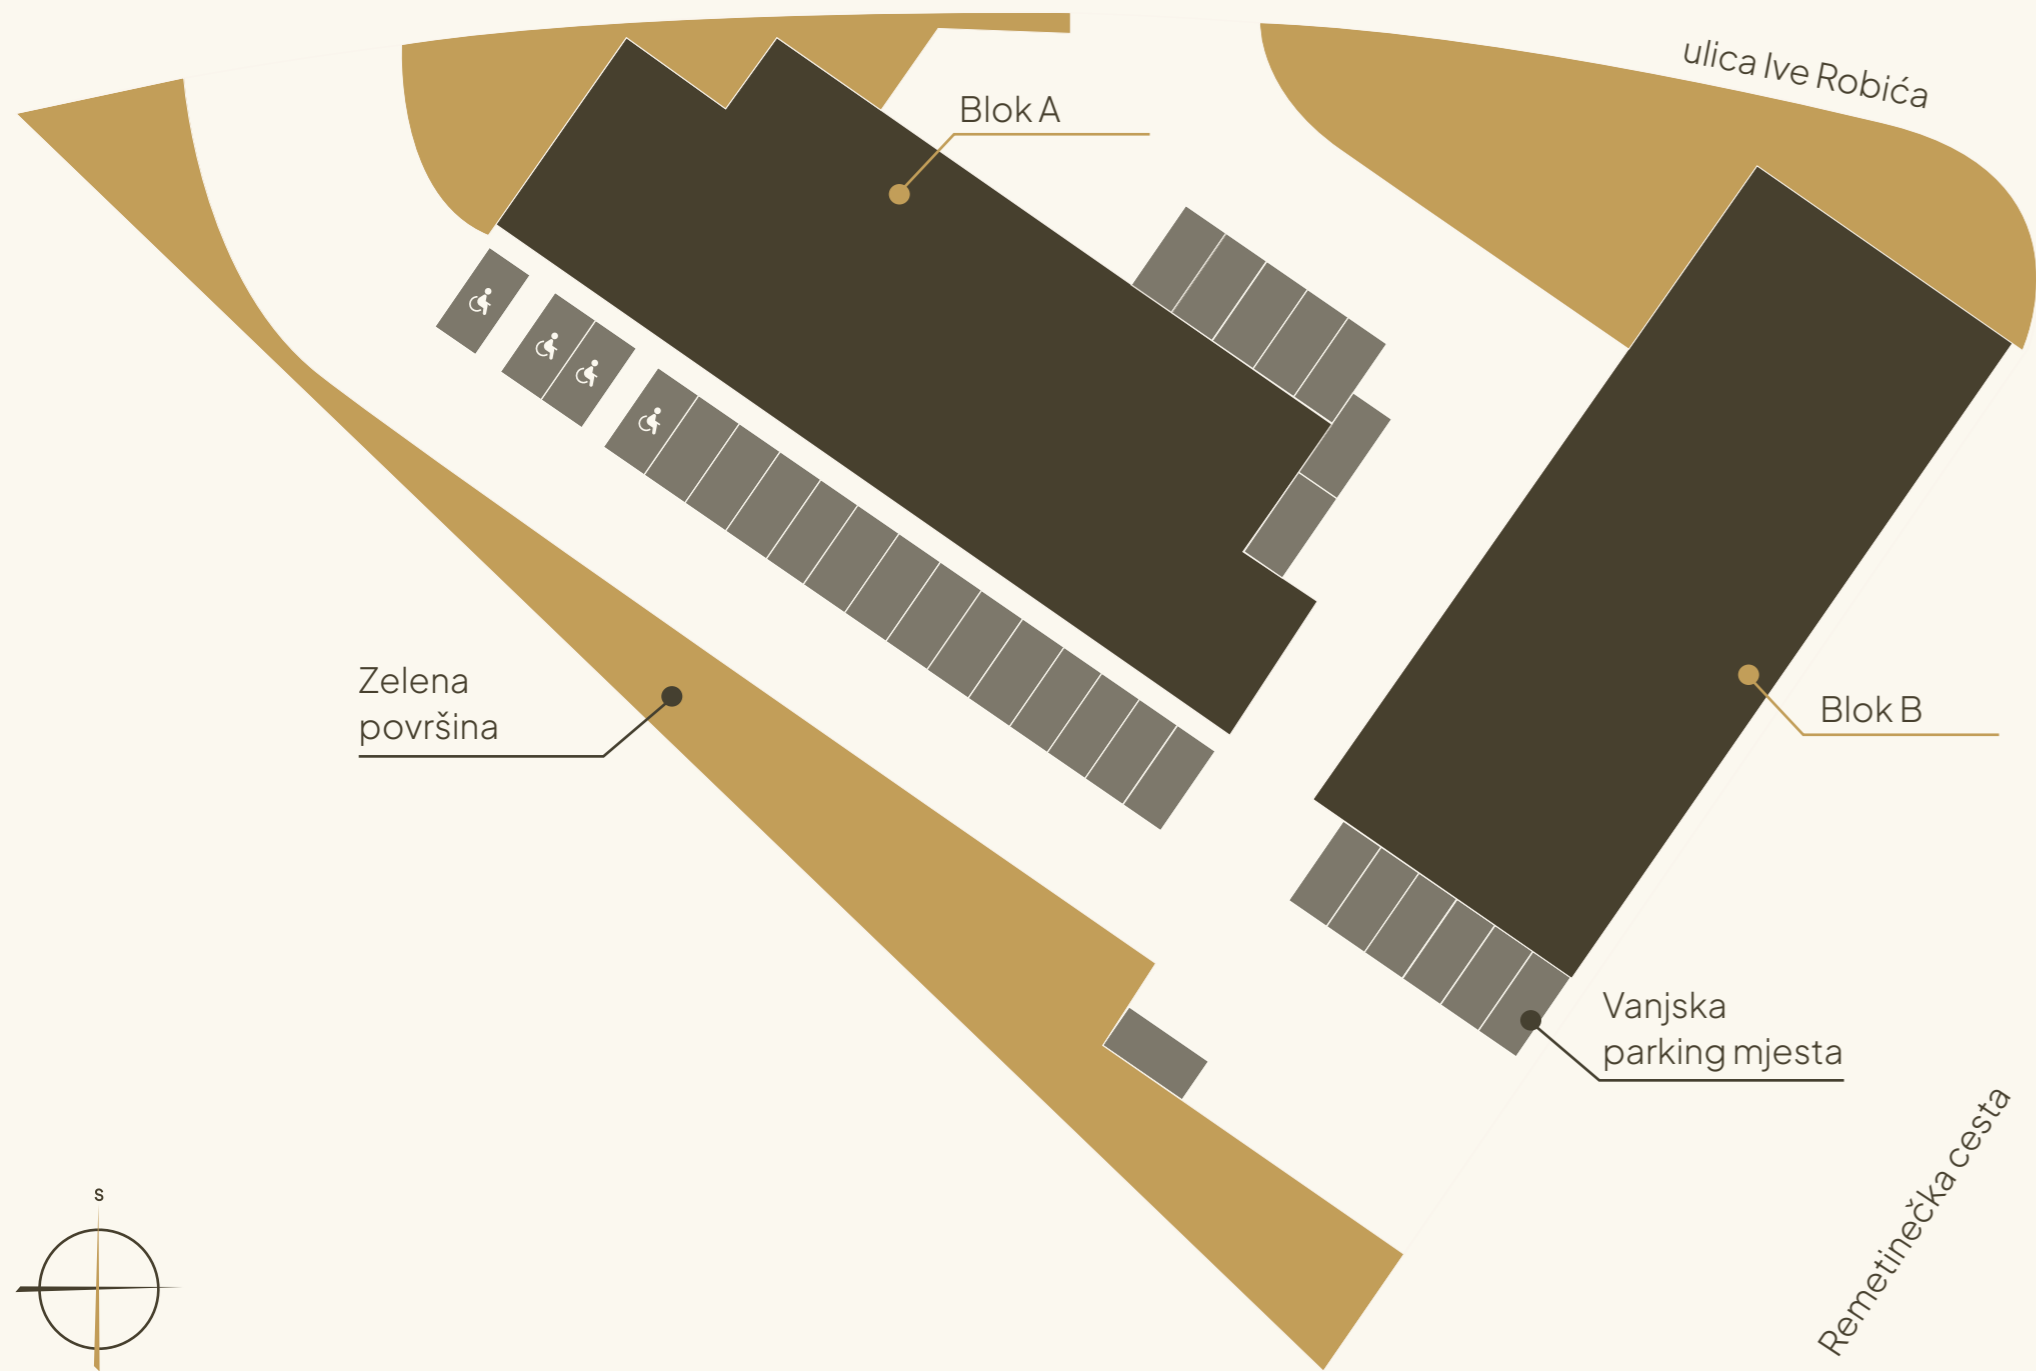 ulica Ive Robića
Blok A
Zelena
površina
Blok B
Vanjska
parking mjesta
Remetinečka cesta
S